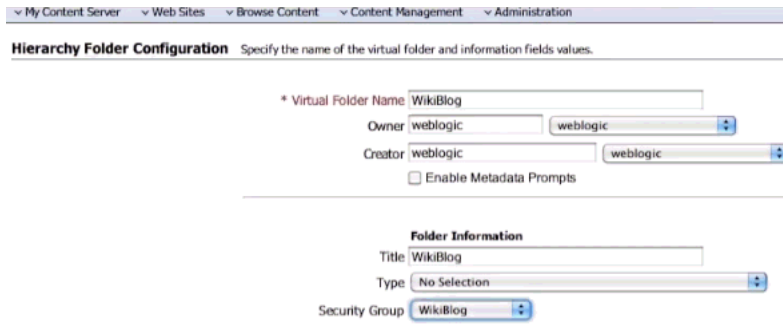 My Content Server Web Sites Browse Content Content Management Administration
Hierarchy Folder Configuration Specify the name of the virtual folder and information fields values.
* Virtual Folder Name WikiBlog
Owner weblogic weblogic
Creator weblogic weblogic
Enable Metadata Prompts
Folder Information
Title WikiBlog
Type No Selection
Security Group WikiBlog